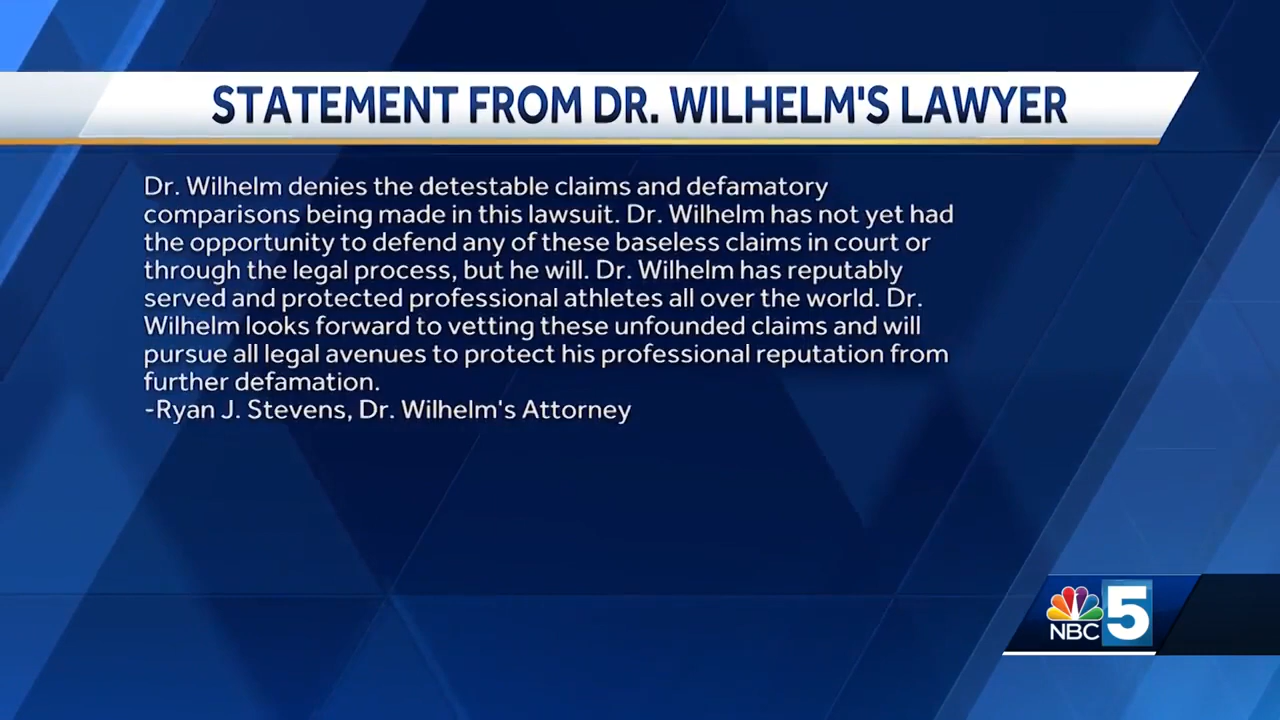 STATEMENT FROM DR. WILHELM'S LAWYER
Dr. Wilhelm denies the detestable claims and defamatory
comparisons being made in this lawsuit. Dr. Wilhelm has not yet had
the opportunity to defend any of these baseless claims in court or
through the legal process, but he will. Dr. Wilhelm has reputably
served and protected professional athletes all over the world. Dr.
Wilhelm looks forward to vetting these unfounded claims and will
pursue all legal avenues to protect his professional reputation from
further defamation.
-Ryan J. Stevens, Dr. Wilhelm's Attorney
NBC 5